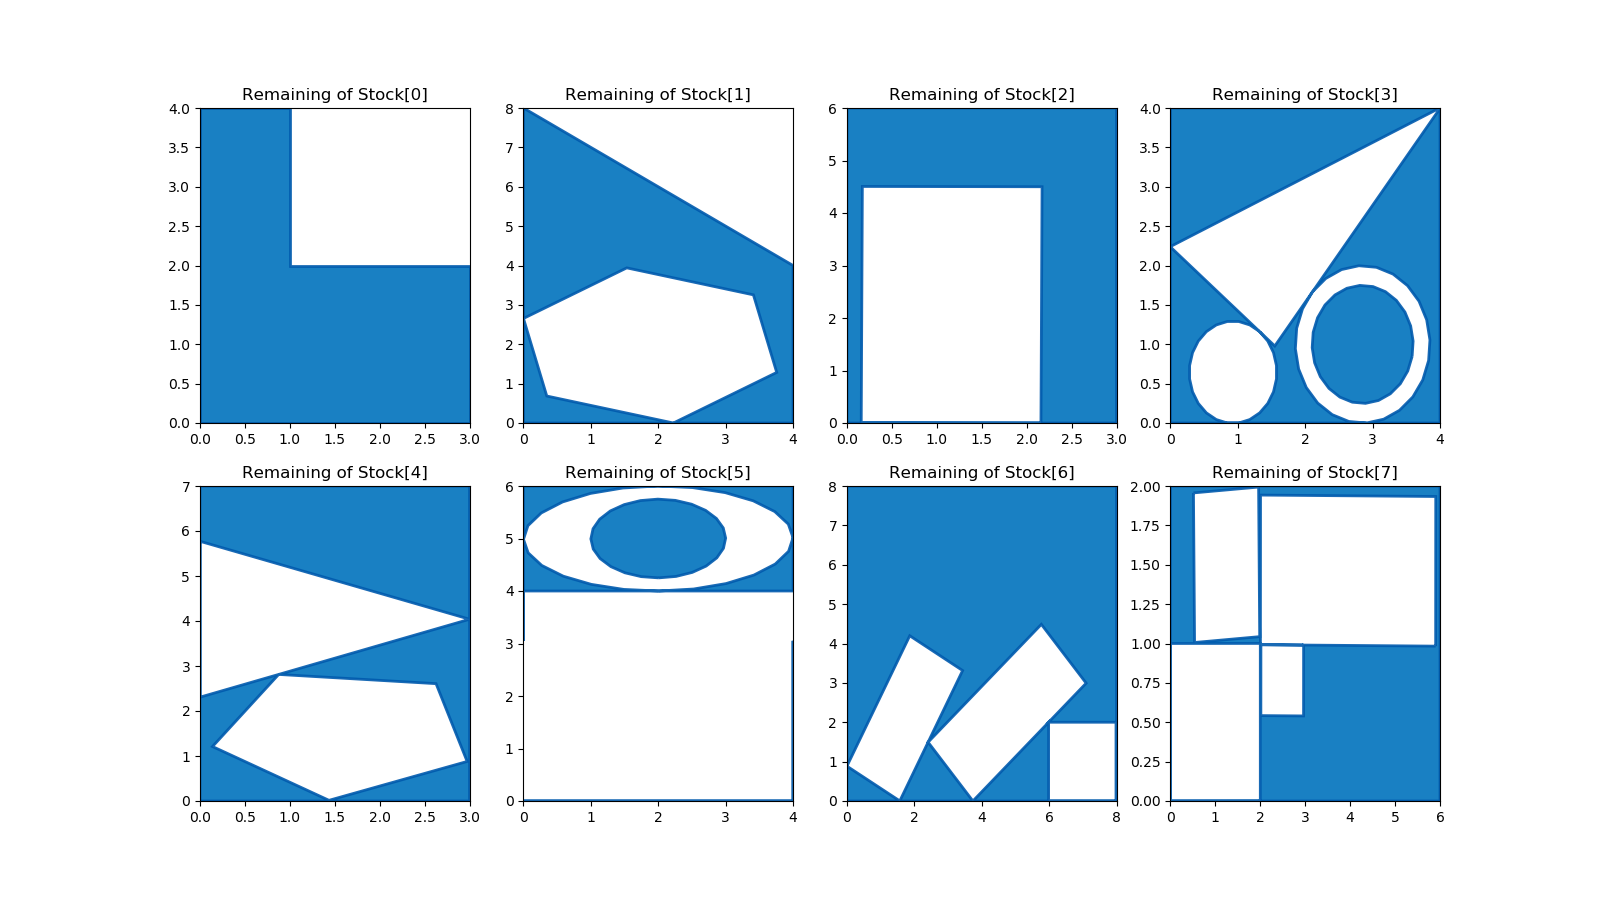 Remaining of Stock[0] Remaining of Stock[1] Remaining of Stock[2] Remaining of Stock[3]
4.0 8 6 4.0
3.5 7 3.5
5
3.0 6 3.0
2.5 5 4 2.5
2.0 4 3 2.0
1.5 3 1.5
2
1.0 2 1.0
0.5 1 1 0.5
0.0 0 0 0.0
0.0 0.5 1.0 1.5 2.0 2.5 3.0 0 1 2 3 4 0.0 0.5 1.0 1.5 2.0 2.5 3.0 0 1 2 3 4
Remaining of Stock[4] Remaining of Stock[5] Remaining of Stock[6] Remaining of Stock[7]
7 6 8 2.00
6 7 1.75
5 5 6 1.50
4 4 5 1.25
3 3 4 1.00
2 2 3 0.75
2 0.50
1 1 1 0.25
0 0 0 0.00
0.0 0.5 1.0 1.5 2.0 2.5 3.0 0 1 2 3 4 0 2 4 6 8 0 1 2 3 4 5 6